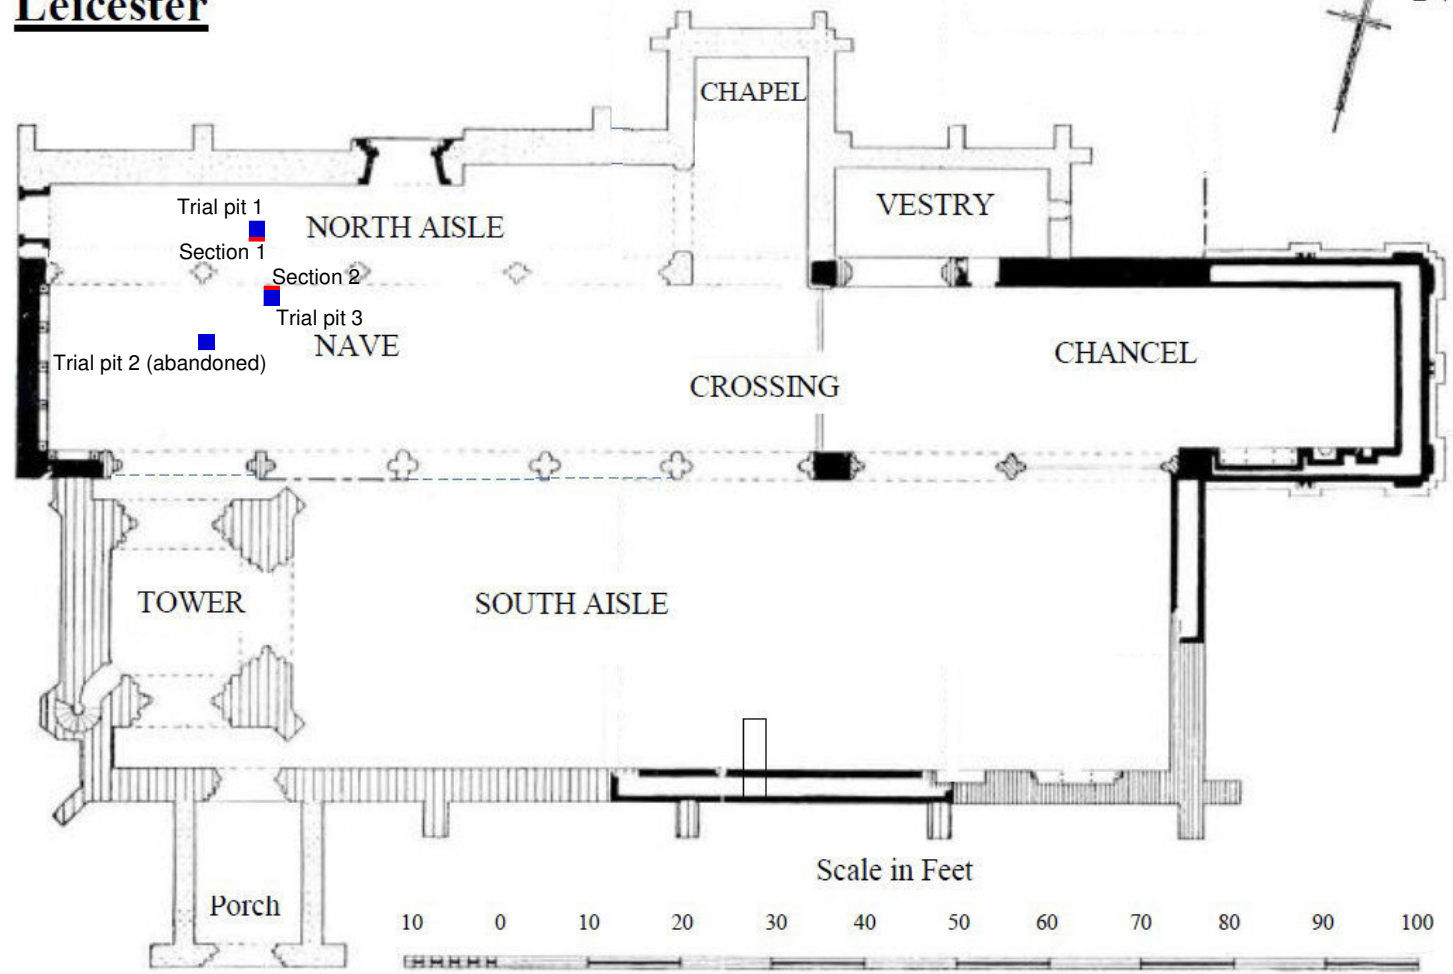 Leicester
CHAPEL
VESTRY
Trial pit 1
NORTH AISLE
Section 1
Section 2
Trial pit 3
NAVE
Trial pit 2 (abandoned)
CHANCEL
CROSSING
TOWER
SOUTH AISLE
Scale in Feet
Porch
10 0 10 20 30 40 50 60 70 80 90 100